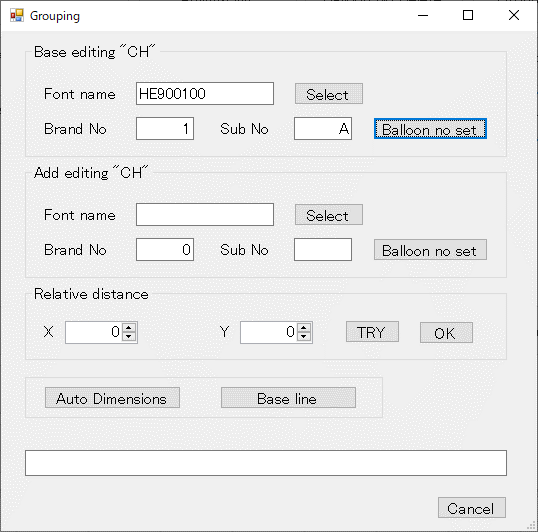 Grouping
Base editing "CH"
Font name HE900100 Select
Brand No 1 Sub No A Balloon no set
Add editing "CH"
Font name Select
Brand No 0 Sub No Balloon no set
Relative distance
X 0 Y 0 TRY OK
Auto Dimensions Base line
Cancel